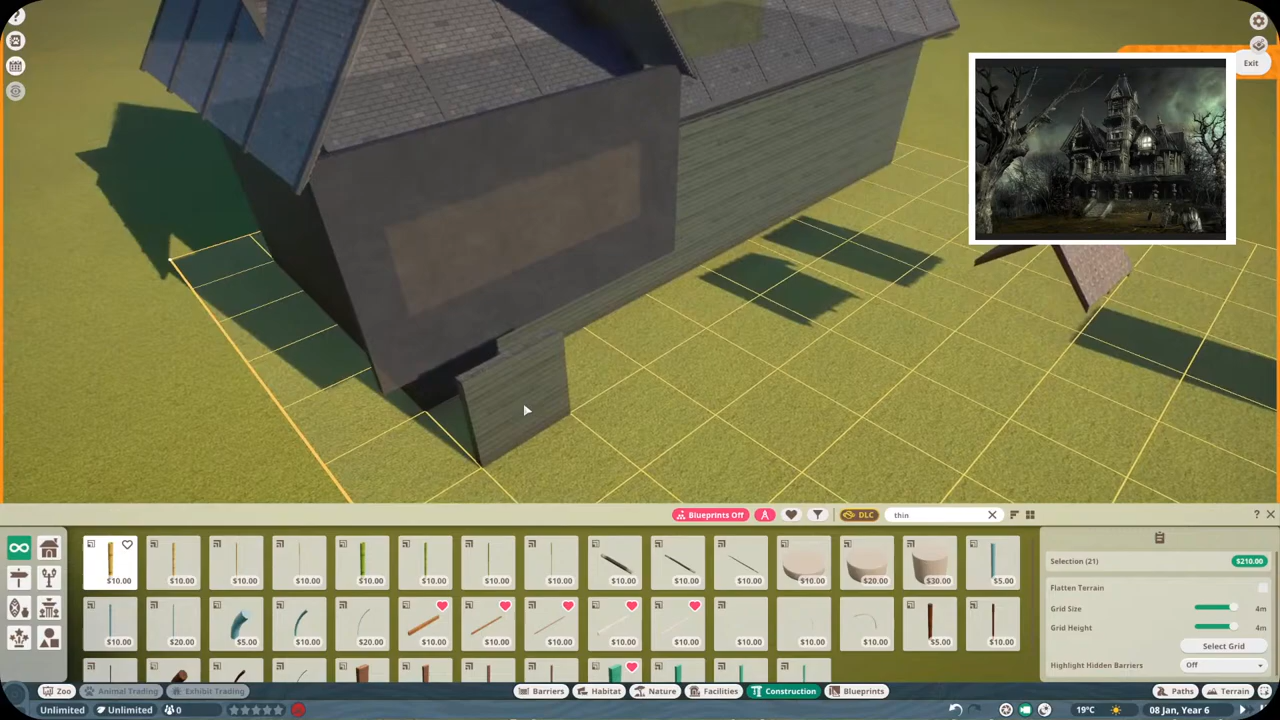 Exit
Blueprints Off
DLC
thin
?
$10.00 $10.00 $10.00 $10.00 $10.00 $10.00 $10.00 $10.00 $10.00 $10.00 $10.00 $10.00 $20.00 $30.00 $5.00
$10.00 $20.00 $5.00 $10.00 $20.00 $10.00 $10.00 $10.00 $10.00 $10.00 $10.00 $10.00 $10.00 $5.00 $10.00
Selection (21) $210.00
Flatten Terrain
Grid Size 4m
Grid Height 4m
Select Grid
Highlight Hidden Barriers Off
Zoo Animal Trading Exhibit Trading Barriers Habitat Nature Facilities Construction Blueprints Paths Terrain
Unlimited Unlimited 0 19°C 08 Jan, Year 6